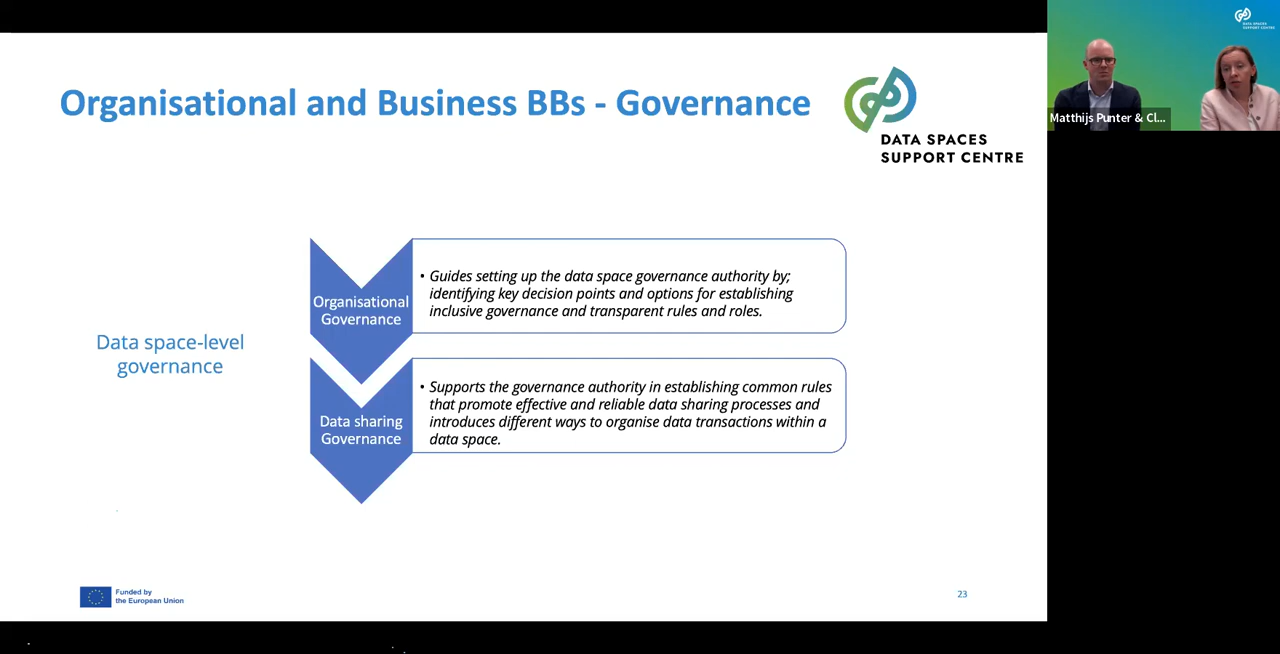 Organisational and Business BBs - Governance
DATA SPACES
SUPPORT CENTRE
DATA SPACES
SUPPORT CENTRE
Matthijs Punter & Cl...
Data space-level
governance
Organisational
Governance
• Guides setting up the data space governance authority by;
identifying key decision points and options for establishing
inclusive governance and transparent rules and roles.
Data sharing
Governance
• Supports the governance authority in establishing common rules
that promote effective and reliable data sharing processes and
introduces different ways to organise data transactions within a
data space.
Funded by
the European Union
23